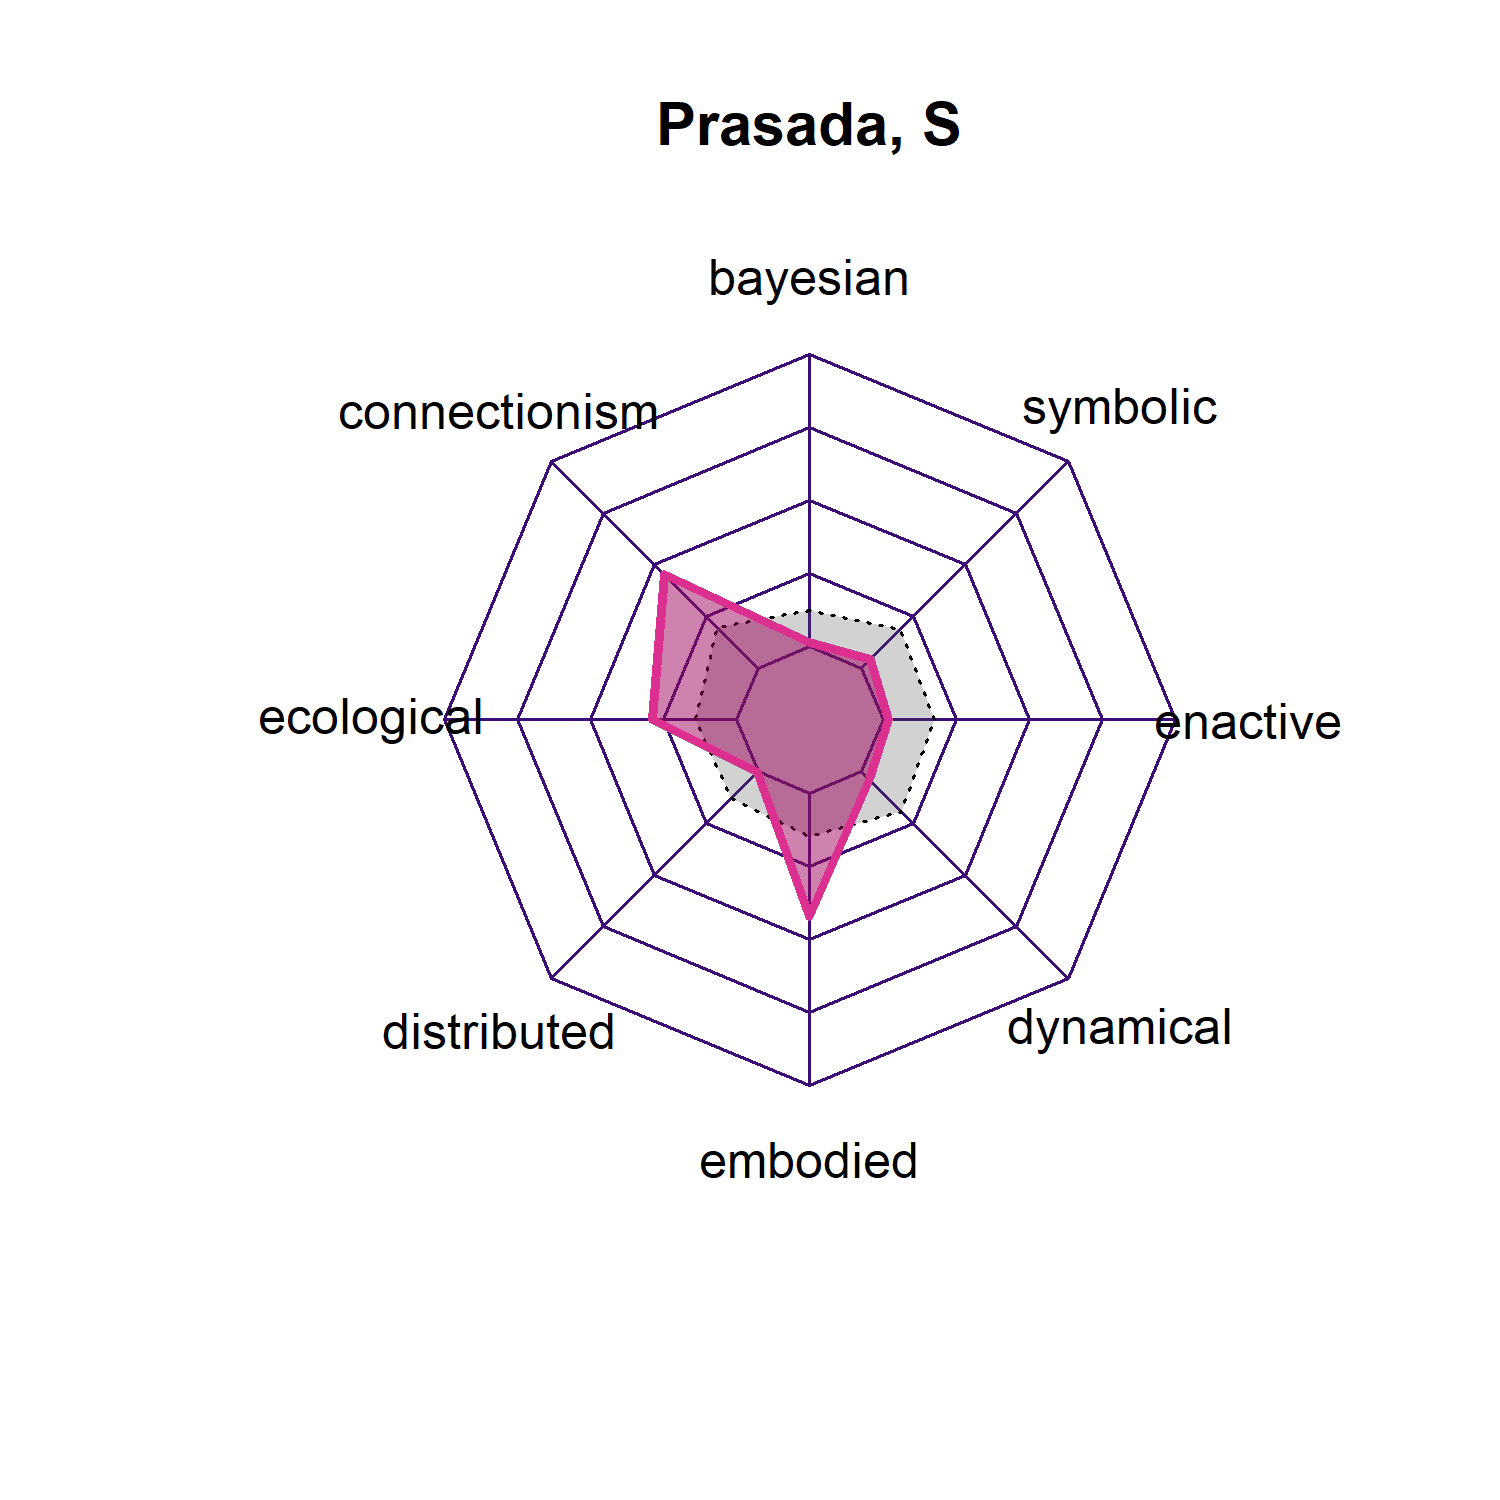 Prasada, S
bayesian
connectionism
symbolic
ecological
enactive
distributed
dynamical
embodied